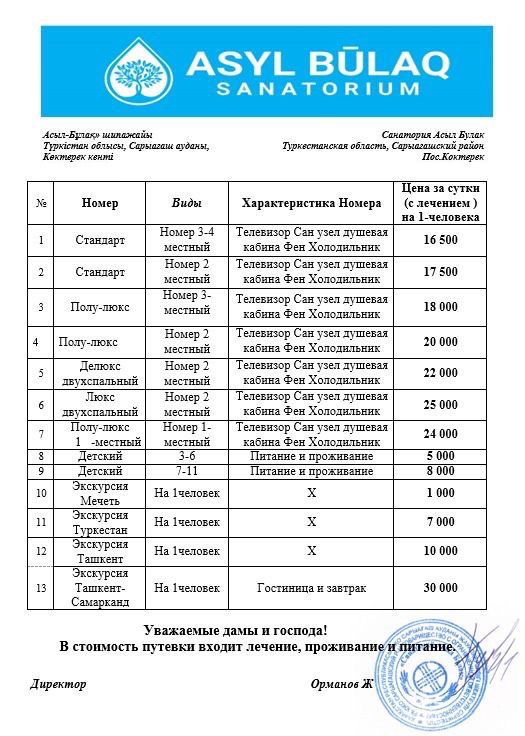 ASYL BŪLAQ
SANATORIUM
Асыл-Бұлақ» шипажайы
Түркістан облысы, Сарыағаш ауданы,
Көктерек кенті
Санатория Асыл Булак
Туркестанская область, Сарыагашский район
Пос.Коктерек
№ Номер Виды Характеристика Номера Цена за сутки (с лечением ) на 1-человека
1 Стандарт Номер 3-4 местный Телевизор Сан узел душевая кабина Фен Холодильник 16 500
2 Стандарт Номер 2 местный Телевизор Сан узел душевая кабина Фен Холодильник 17 500
3 Полу-люкс Номер 3-местный Телевизор Сан узел душевая кабина Фен Холодильник 18 000
4 Полу-люкс Номер 2 местный Телевизор Сан узел душевая кабина Фен Холодильник 20 000
5 Делюкс двухспальный Номер 2 местный Телевизор Сан узел душевая кабина Фен Холодильник 22 000
6 Люкс двухспальный Номер 2 местный Телевизор Сан узел душевая кабина Фен Холодильник 25 000
7 Полу-люкс 1 -местный Номер 1-местный Телевизор Сан узел душевая кабина Фен Холодильник 24 000
8 Детский 3-6 Питание и проживание 5 000
9 Детский 7-11 Питание и проживание 8 000
10 Экскурсия Мечеть На 1человек Х 1 000
11 Экскурсия Туркестан На 1человек Х 7 000
12 Экскурсия Ташкент На 1человек Х 10 000
13 Экскурсия Ташкент-Самарканд На 1человек Гостиница и завтрак 30 000
Уважаемые дамы и господа!
В стоимость путевки входит лечение, проживание и питание.
Директор Орманов Ж